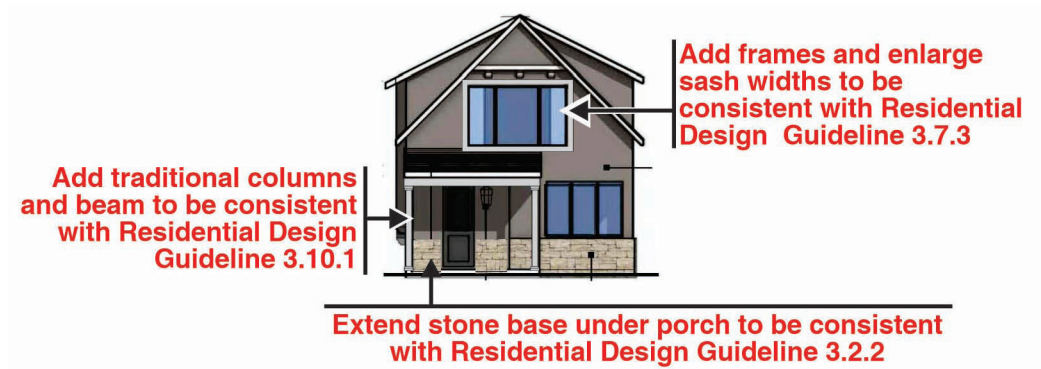 Add frames and enlarge
sash widths to be
consistent with Residential
Design Guideline 3.7.3
Add traditional columns
and beam to be consistent
with Residential Design
Guideline 3.10.1
Extend stone base under porch to be consistent
with Residential Design Guideline 3.2.2